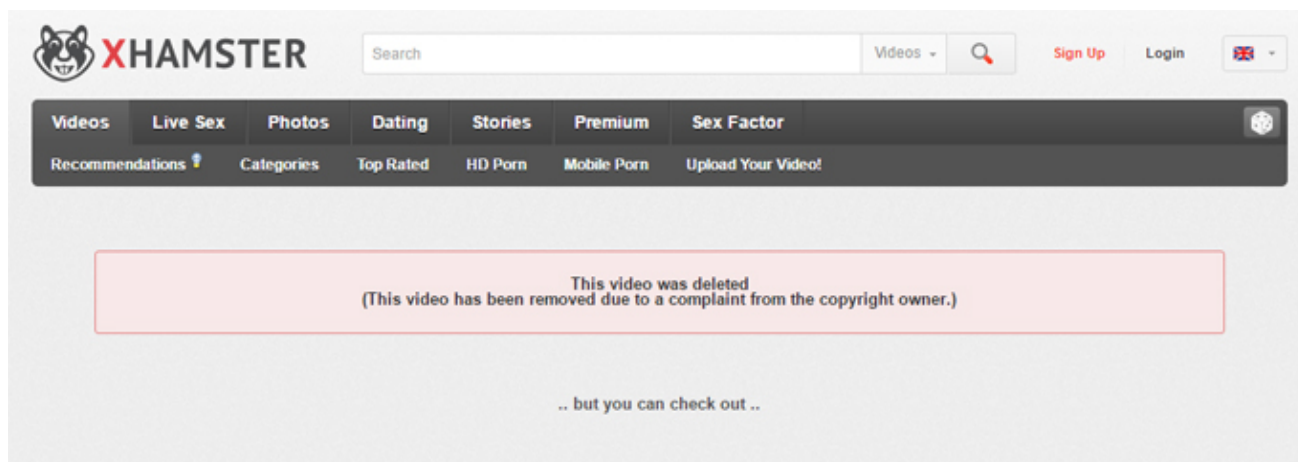 XHAMSTER
Search
Videos
Sign Up
Login
Videos Live Sex Photos Dating Stories Premium Sex Factor
Recommendations Categories Top Rated HD Porn Mobile Porn Upload Your Video!
This video was deleted
(This video has been removed due to a complaint from the copyright owner.)
.. but you can check out ..